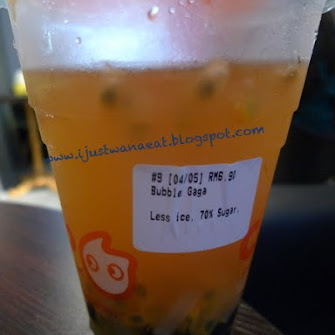 www.ijustwanaeat.blogspot.com
#9 [04/05] RM6.90
Bubble Gaga
Less ice, 70% Sugar,